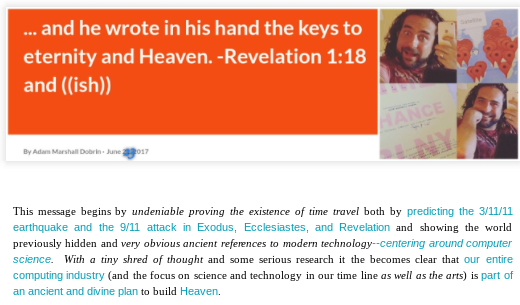 ... and he wrote in his hand the keys to
eternity and Heaven. -Revelation 1:18
and ((ish))
By Adam Marshall Dobrin - June 2017
CHANCE
This message begins by undeniable proving the existence of time travel both by predicting the 3/11/11
earthquake and the 9/11 attack in Exodus, Ecclesiastes, and Revelation and showing the world
previously hidden and very obvious ancient references to modern technology--centering around computer
science. With a tiny shred of thought and some serious research it the becomes clear that our entire
computing industry (and the focus on science and technology in our time line as well as the arts) is part of
an ancient and divine plan to build Heaven.